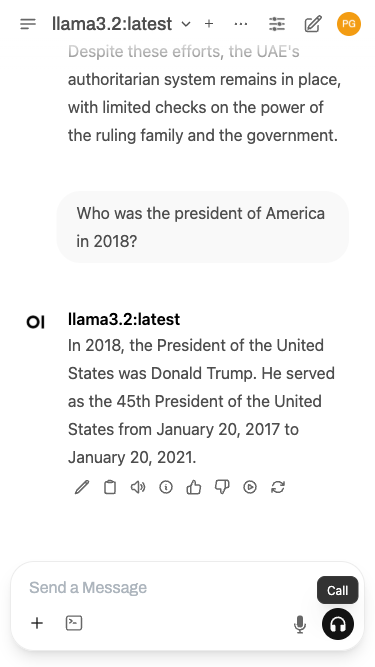 llama3.2:latest
PG
Despite these efforts, the UAE's
authoritarian system remains in place,
with limited checks on the power of
the ruling family and the government.
Who was the president of America
in 2018?
OI
llama3.2:latest
In 2018, the President of the United
States was Donald Trump. He served
as the 45th President of the United
States from January 20, 2017 to
January 20, 2021.
Send a Message
Call